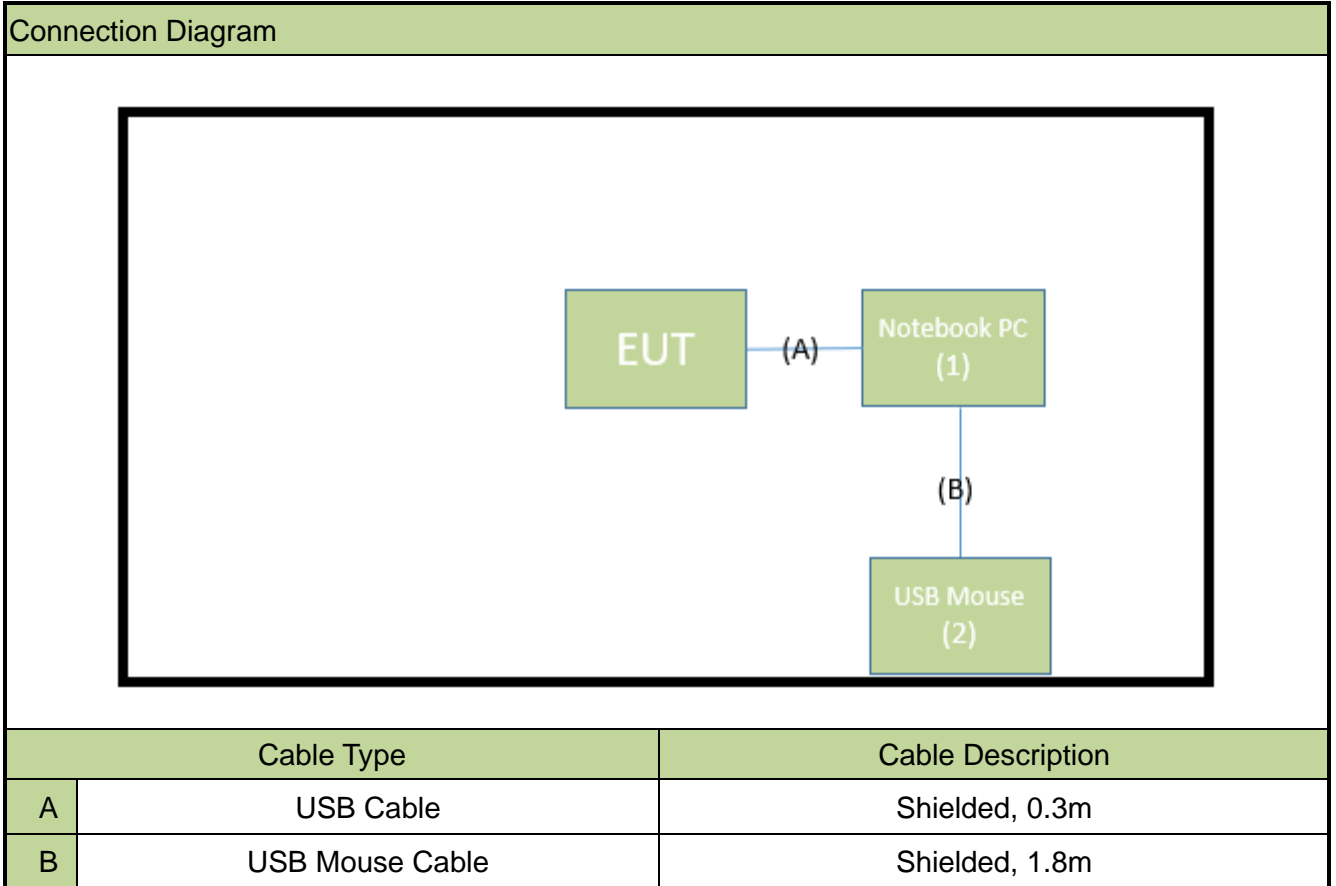 Connection Diagram
EUT
(A)
Notebook PC
(1)
(B)
USB Mouse
(2)
Cable Type Cable Description
A USB Cable Shielded, 0.3m
B USB Mouse Cable Shielded, 1.8m